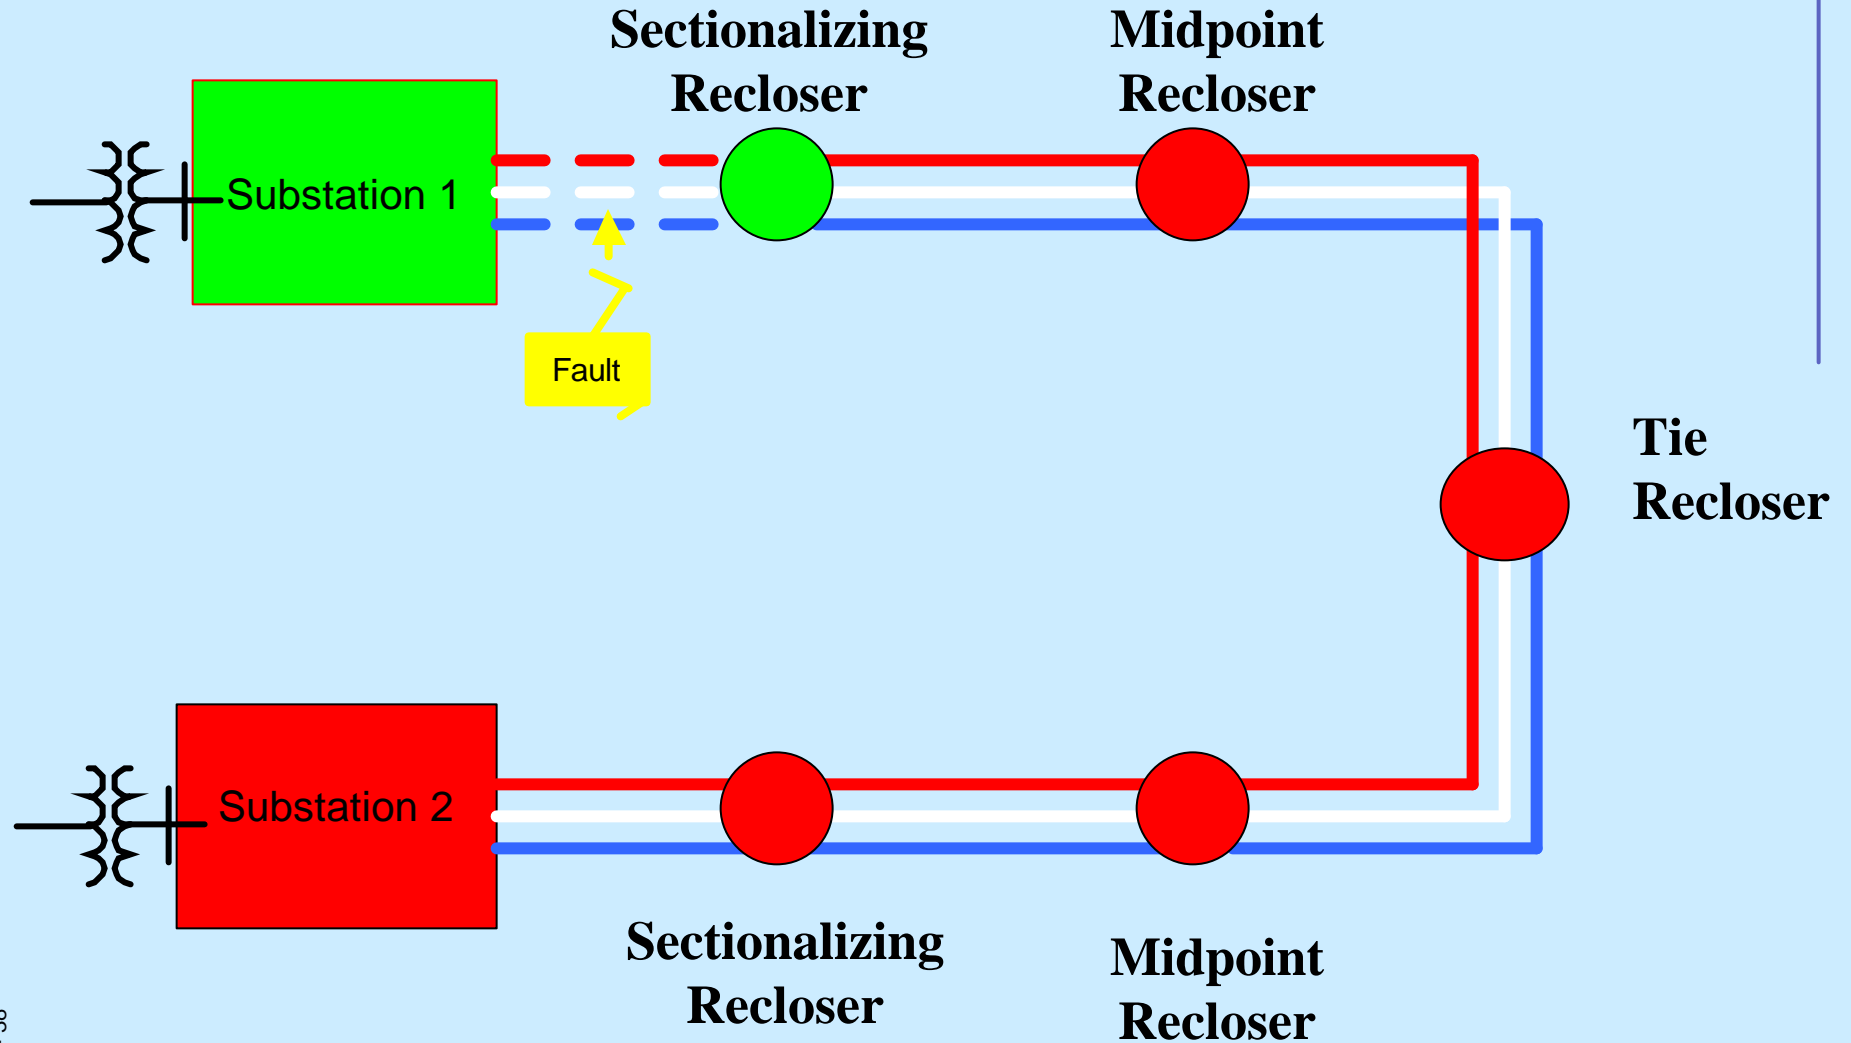 Sectionalizing
Recloser
Midpoint
Recloser
Substation 1
Fault
Tie
Recloser
Substation 2
Sectionalizing
Recloser
Midpoint
Recloser